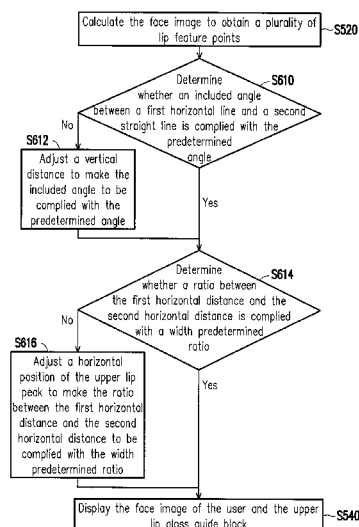 Calculate the face image to obtain a plurality of
lip feature points
S520
Determine
whether an included angle
between a first horizontal line and a second
straight line is complied with the
predetermined
angle
S610
No
S612
Adjust a vertical
distance to make the
included angle to be
complied with the
predetermined angle
Yes
Determine
whether a ratio between
the first horizontal distance and the
second horizontal distance is complied
with a width predetermined
ratio
S614
No
S616
Adjust a horizontal
position of the upper lip
peak to make the ratio
between the first horizontal
distance and the second
horizontal distance to be
complied with the width
predetermined ratio
Yes
Display the face image of the user and the upper
lip gloss guide block
S540